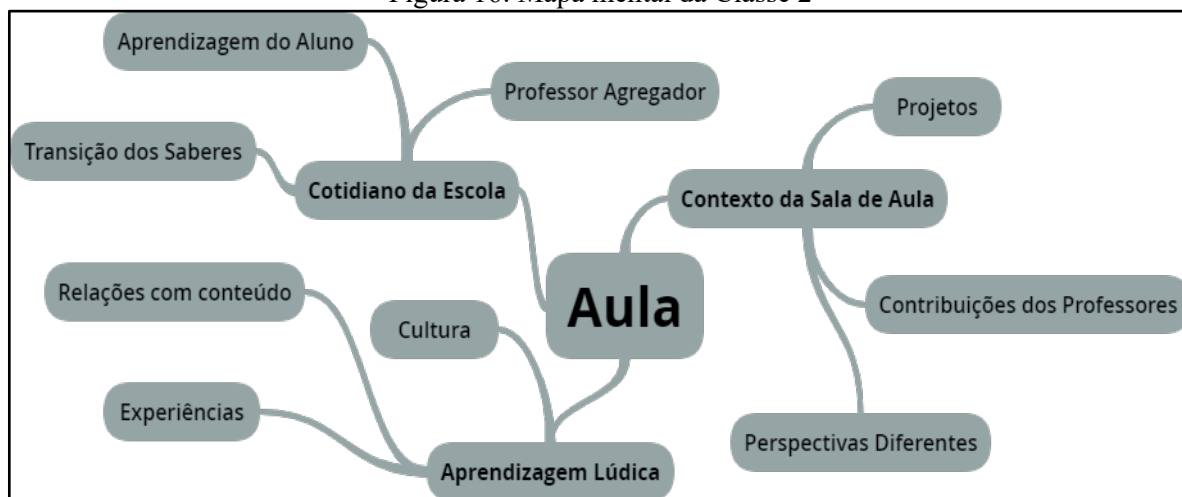 Aprendizagem do Aluno
Professor Agregador
Projetos
Transição dos Saberes
Cotidiano da Escola
Contexto da Sala de Aula
Aula
Relações com conteúdo
Cultura
Contribuições dos Professores
Experiências
Perspectivas Diferentes
Aprendizagem Lúdica